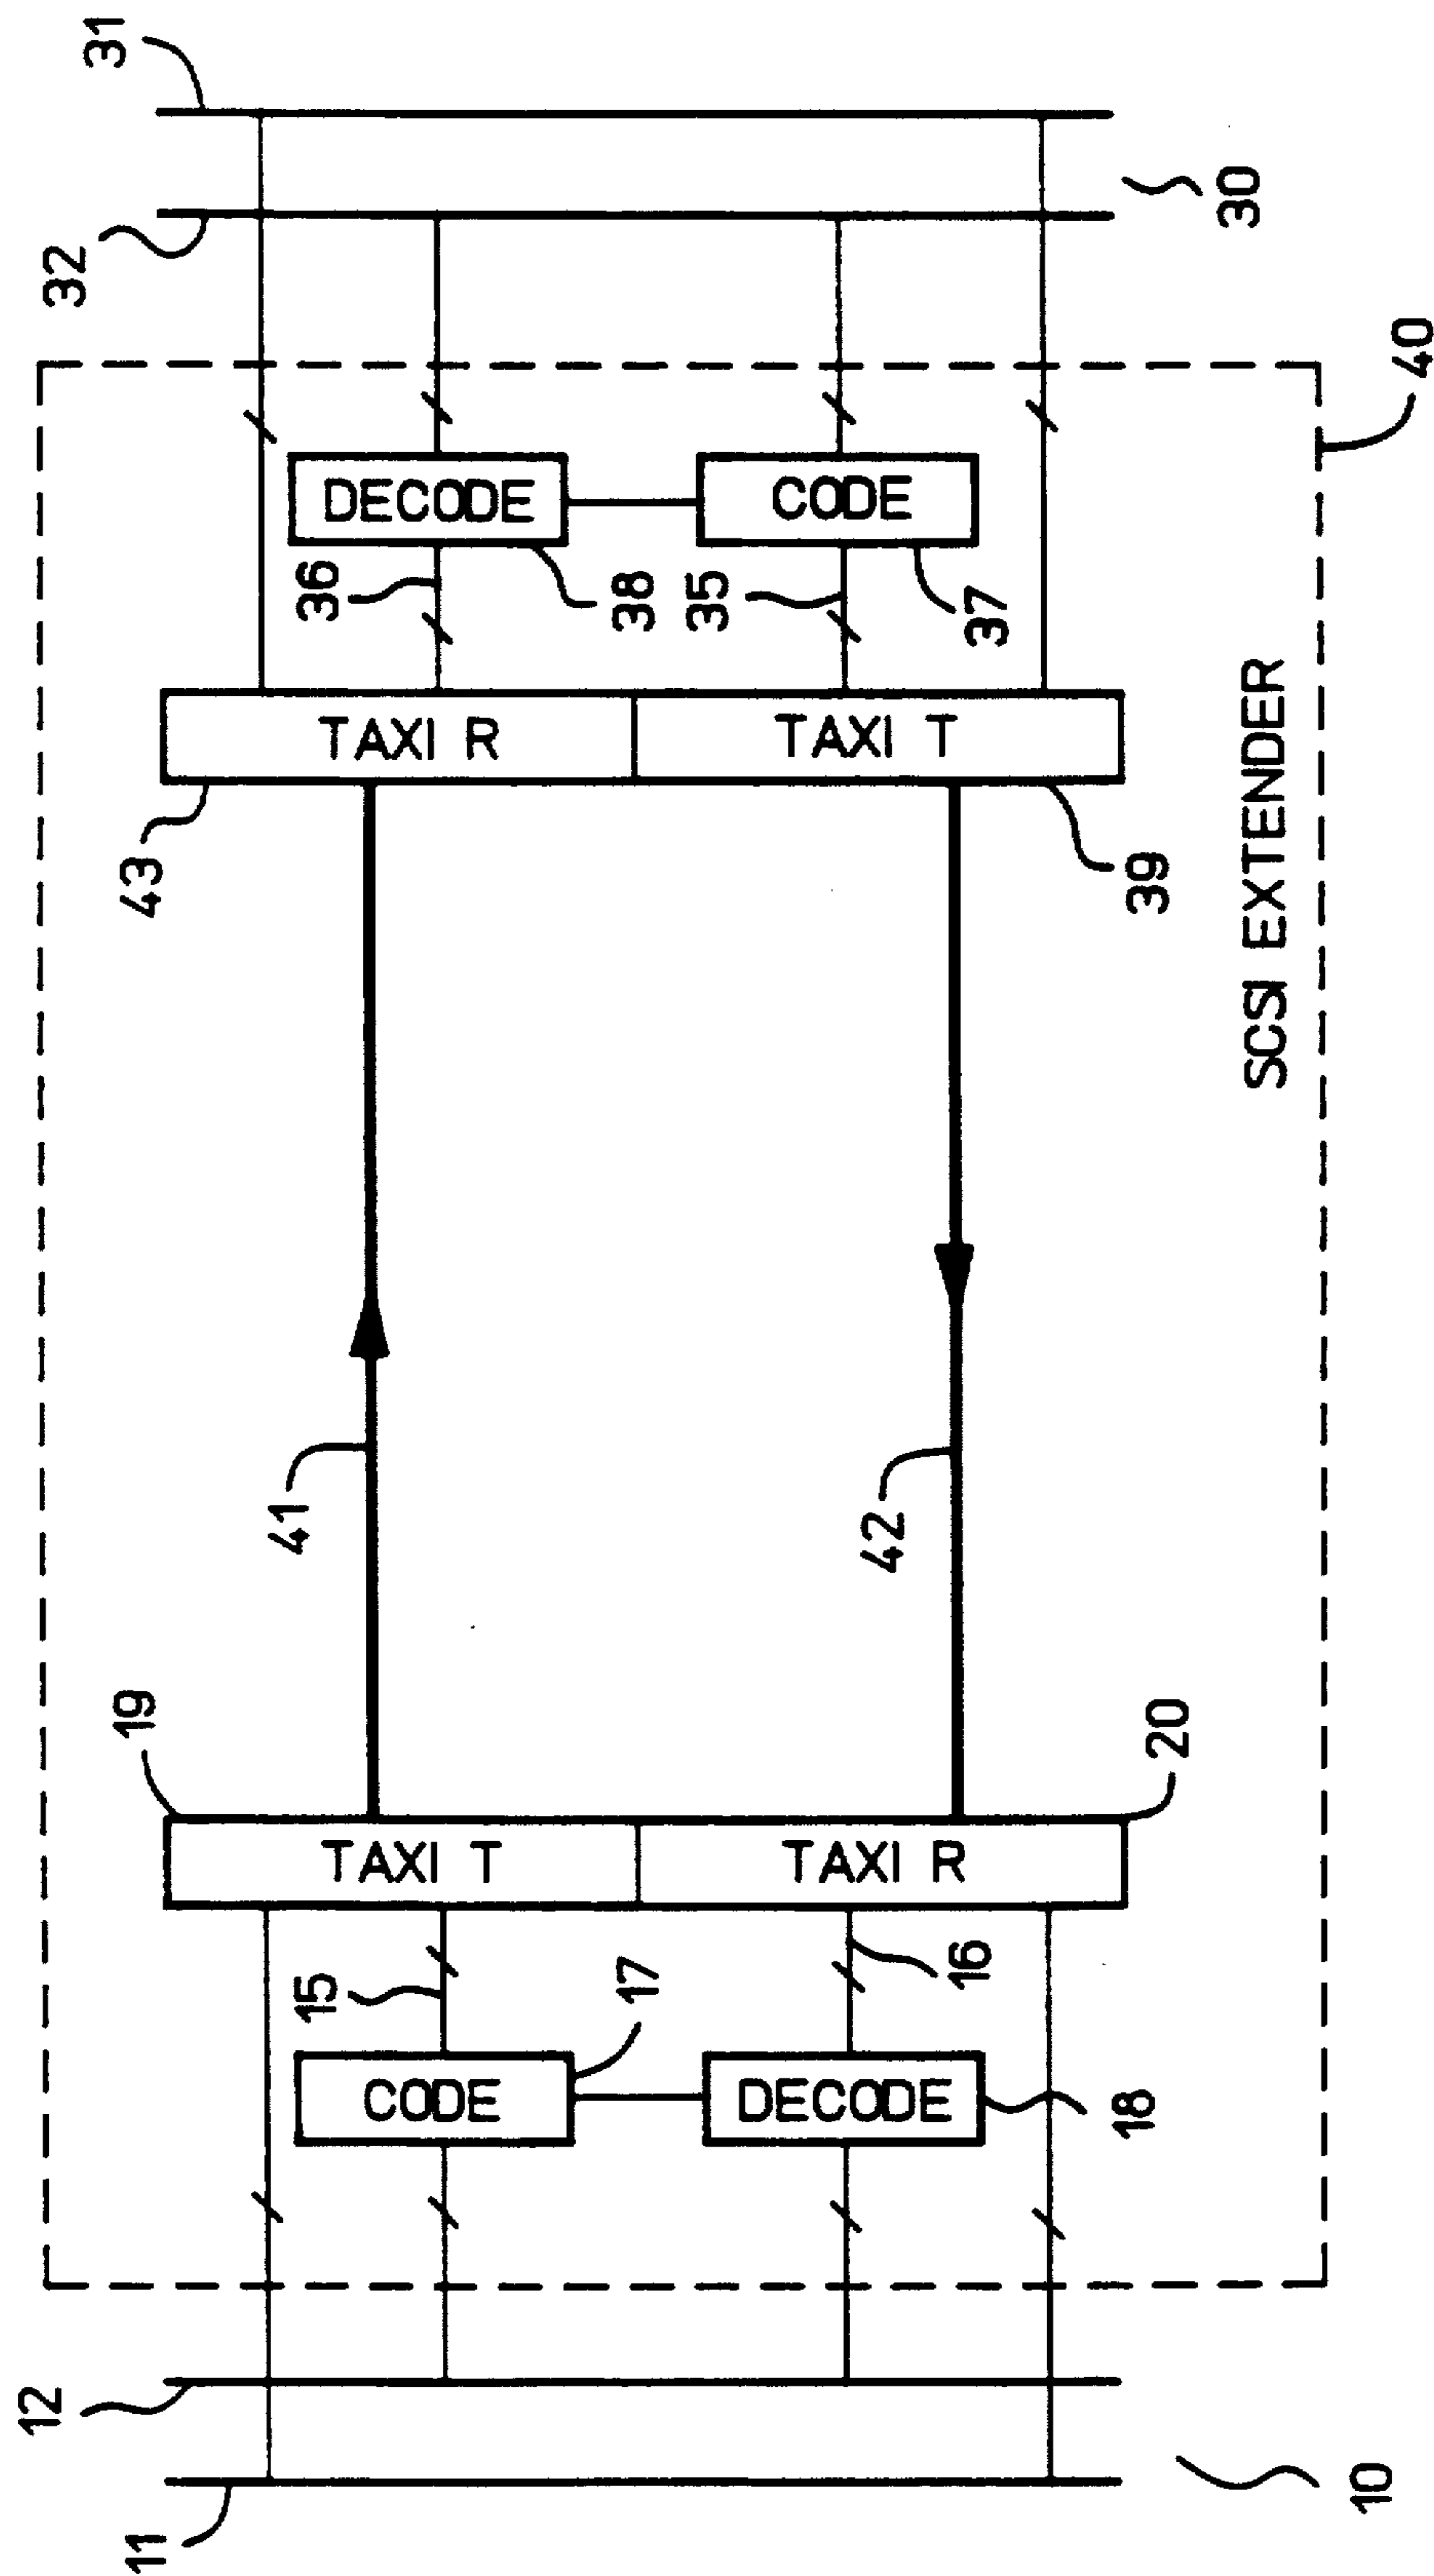 31
32
30
40
DECODE
CODE
36
38
35
37
TAXI R
TAXI T
43
39
SCSI EXTENDER
41
42
19
20
TAXI T
TAXI R
15
17
16
CODE
DECODE
18
12
11
10